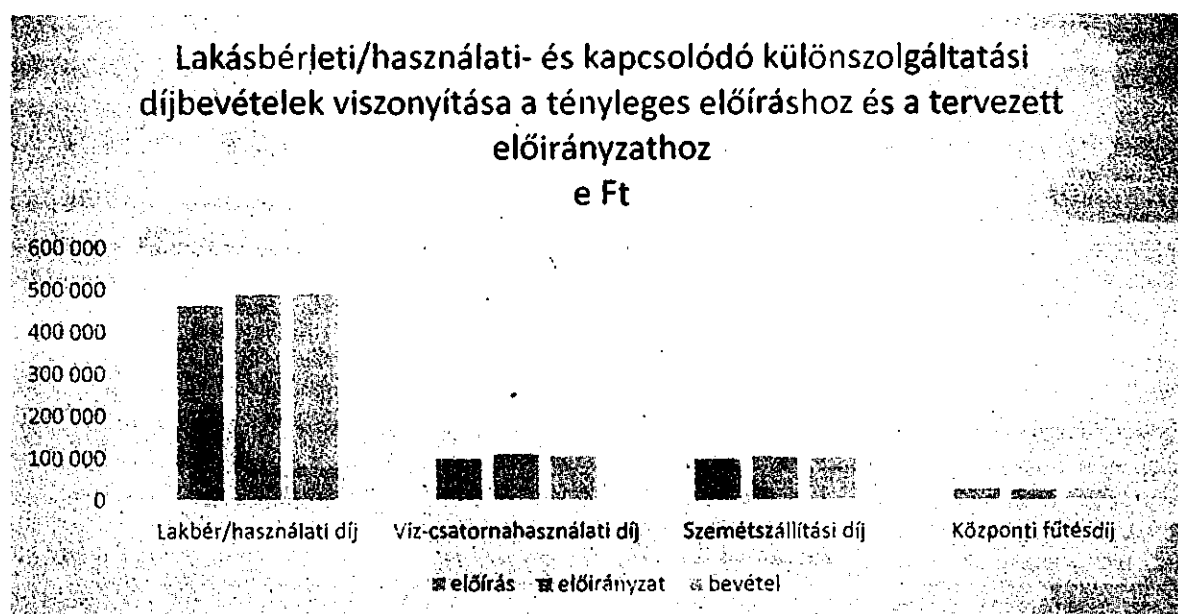 Lakásbérleti/használati- és kapcsolódó különszolgáltatási
díjbevételek viszonyítása a tényleges előíráshoz és a tervezett
előirányzathoz
e Ft
600 000
500 000
400 000
300 000
200 000
100 000
0
Lakbér/használati díj Víz-csatornahasználati díj Szemétszállítási díj Központi fűtésdíj
előírás előirányzat bevétel